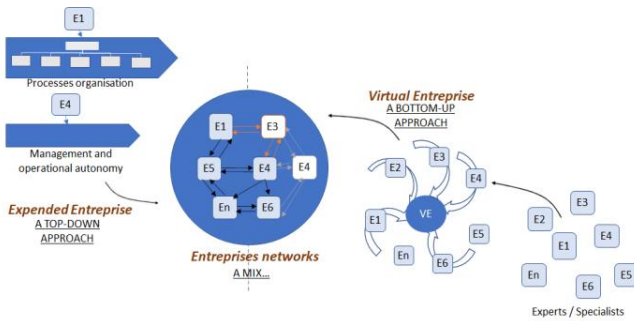 E1
Processes organisation
E4
Management and
operational autonomy
Expended Entreprise
A TOP-DOWN
APPROACH
E1
E3
E5
E4
E4
En
E6
Entreprises networks
A MIX...
Virtual Entreprise
A BOTTOM-UP
APPROACH
E3
E2
E4
E1
VE
En
E6
E5
E3
E2
E4
E1
En
E5
E6
Experts / Specialists